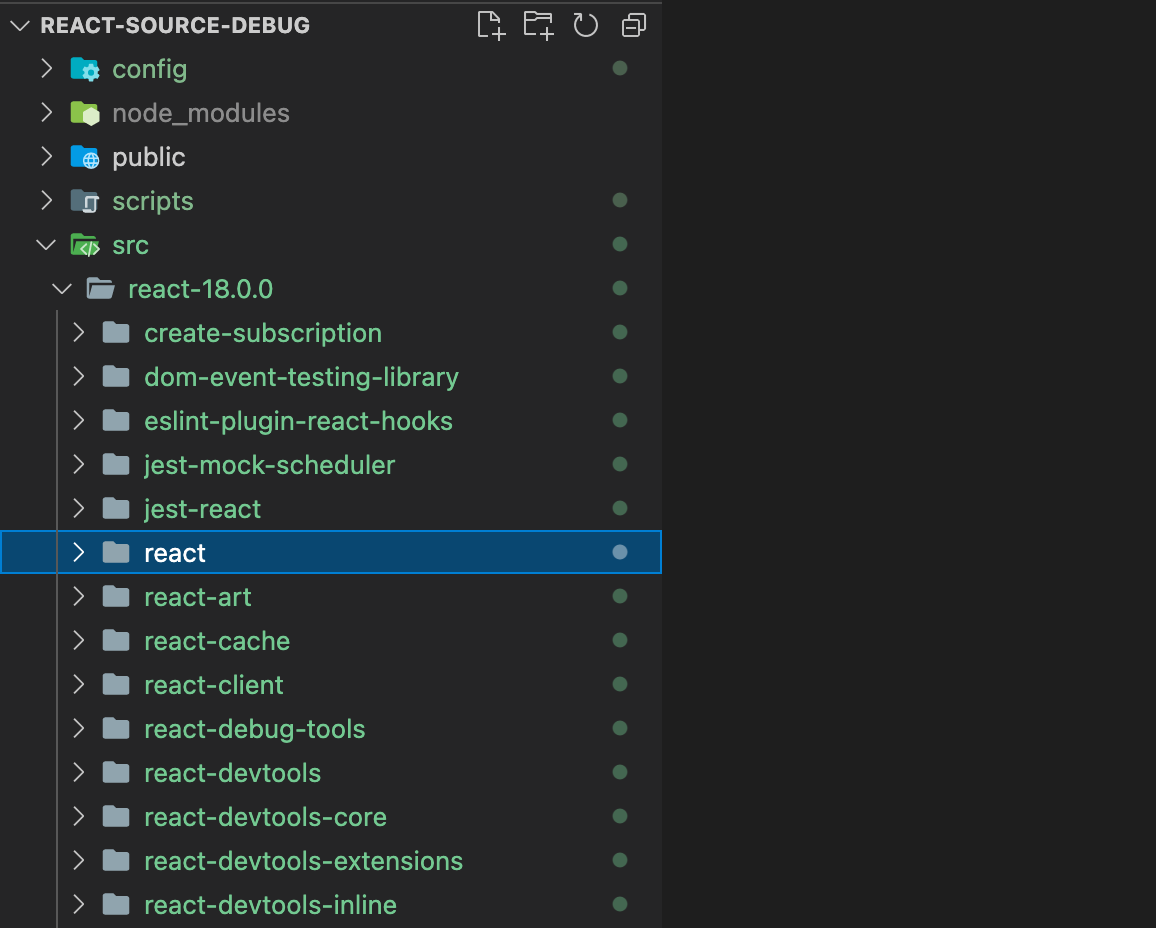 REACT-SOURCE-DEBUG
config
node_modules
public
scripts
src
react-18.0.0
create-subscription
dom-event-testing-library
eslint-plugin-react-hooks
jest-mock-scheduler
jest-react
react
react-art
react-cache
react-client
react-debug-tools
react-devtools
react-devtools-core
react-devtools-extensions
react-devtools-inline